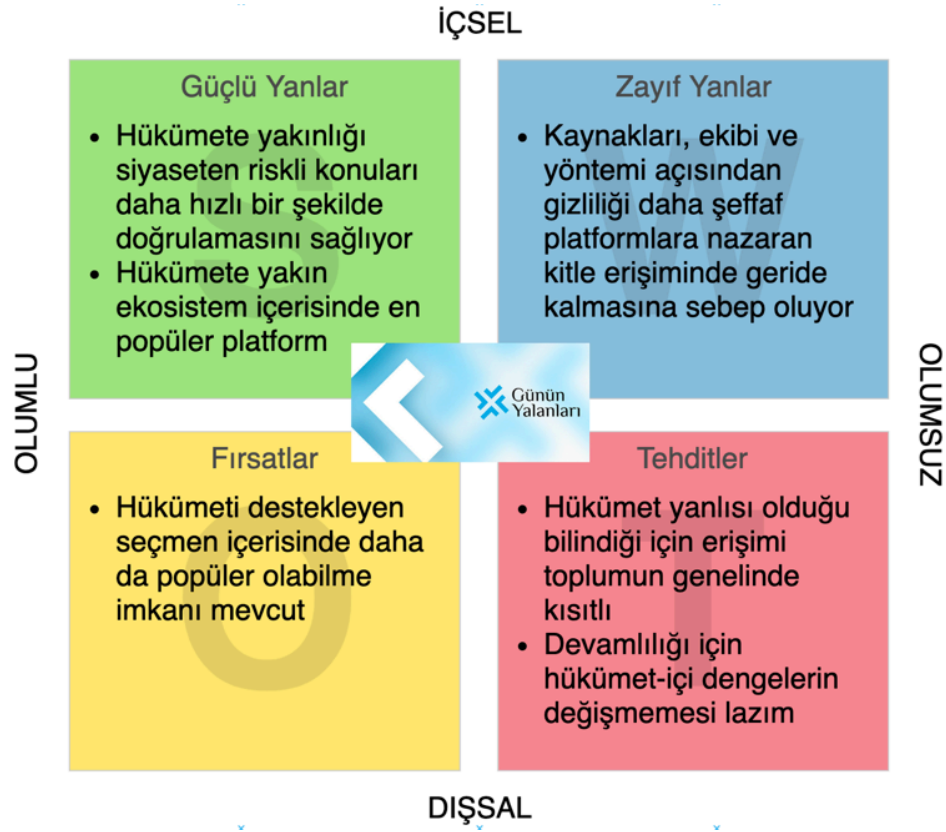 İÇSEL
Güçlü Yanlar
• Hükümete yakınlığı
siyaseten riskli konuları
daha hızlı bir şekilde
doğrulamasını sağlıyor
• Hükümete yakın
ekosistem içerisinde en
popüler platform
Zayıf Yanlar
• Kaynakları, ekibi ve
yöntemi açısından
gizliliği daha şeffaf
platformlara nazaran
kitle erişiminde geride
kalmasına sebep oluyor
OLUMLU
OLUMSUZ
Günün
Yalanları
Fırsatlar
• Hükümeti destekleyen
seçmen içerisinde daha
da popüler olabilme
imkanı mevcut
Tehditler
• Hükümet yanlısı olduğu
bilindiği için erişimi
toplumun genelinde
kısıtlı
• Devamlılığı için
hükümet-içi dengelerin
değişmemesi lazım
S
W
O
T
DIŞSAL